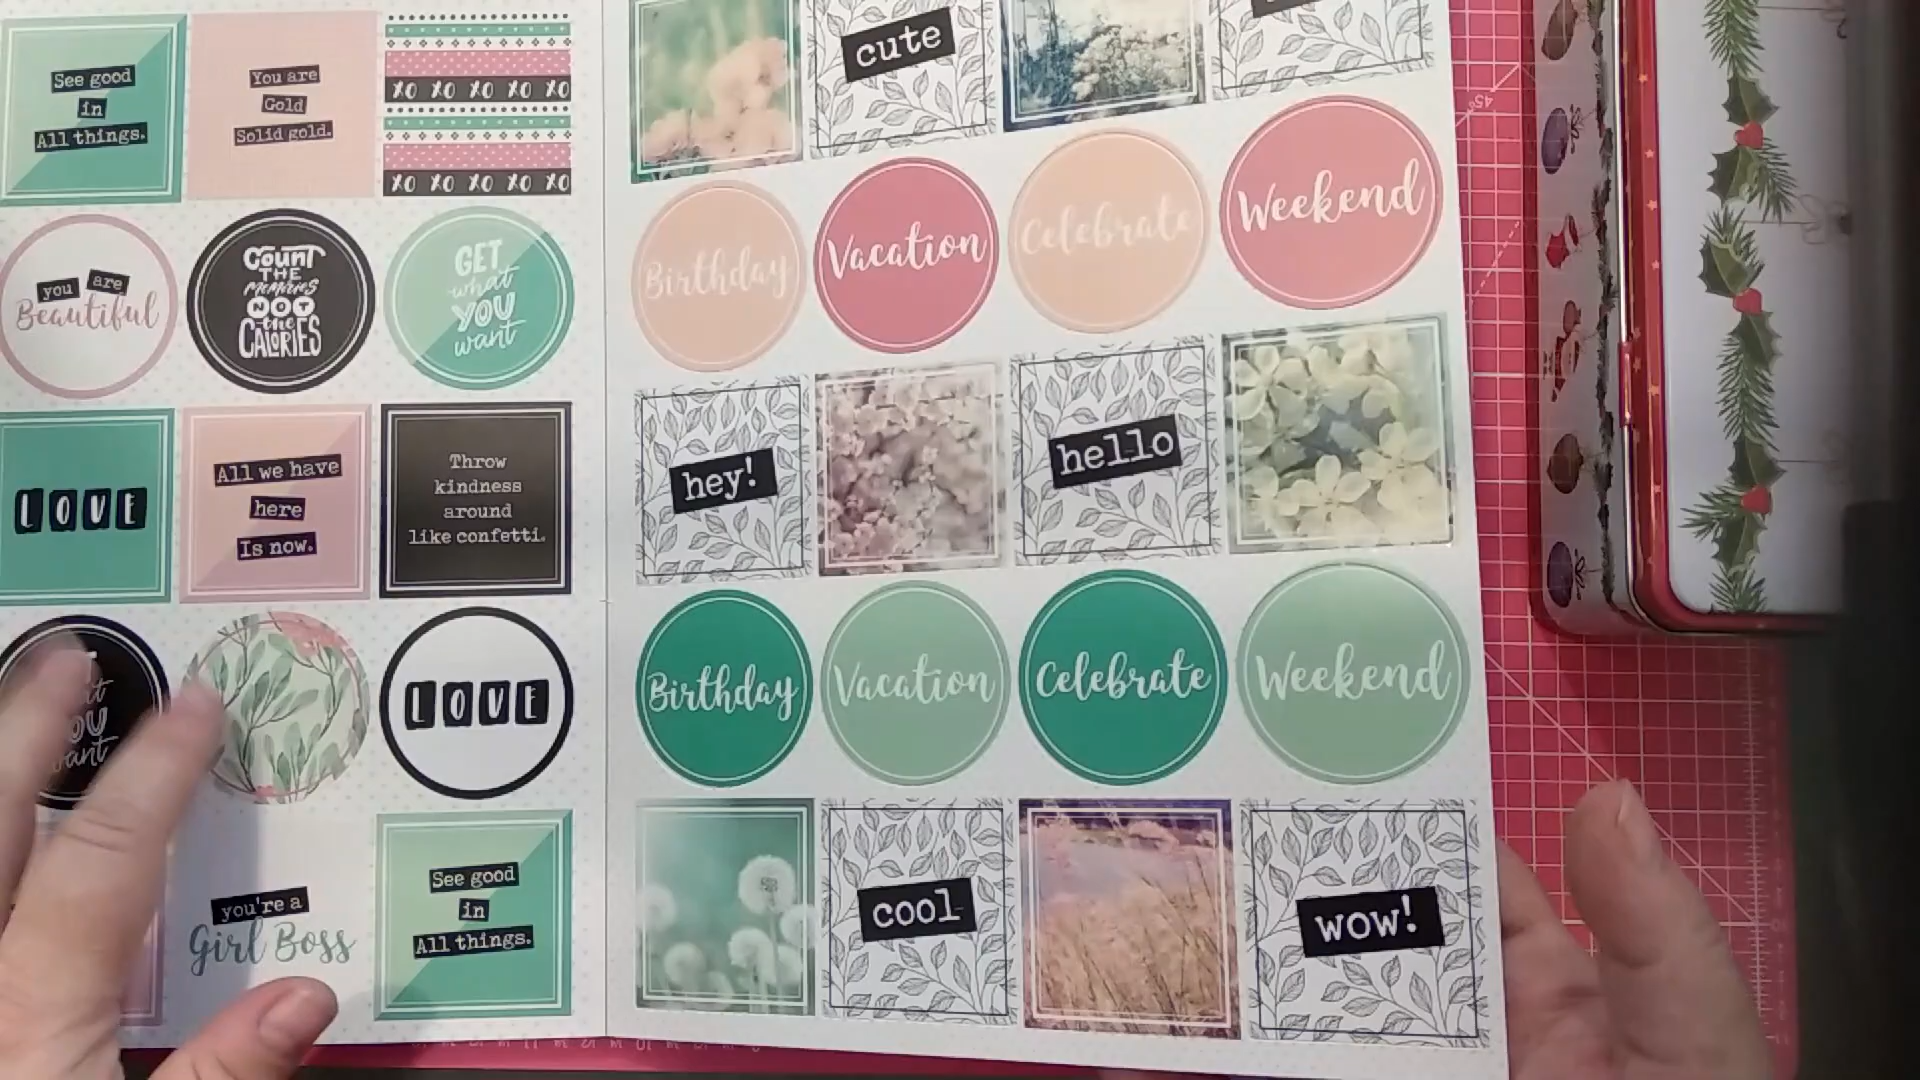 See good
in
All things.
You are
Gold
Solid gold.
XO XO XO XO XO
XO XO XO XO XO
you are
Beautiful
Count
THE
Memories
NOT
the
CALORIES
GET
what
YOU
want
LOVE
All we have
here
Is now.
Throw
kindness
around
like confetti.
YOU
want
LOVE
you're a
Girl Boss
See good
in
All things.
cute
Birthday
Vacation
Celebrate
Weekend
hey!
hello
Birthday
Vacation
Celebrate
Weekend
cool
wow!
45°